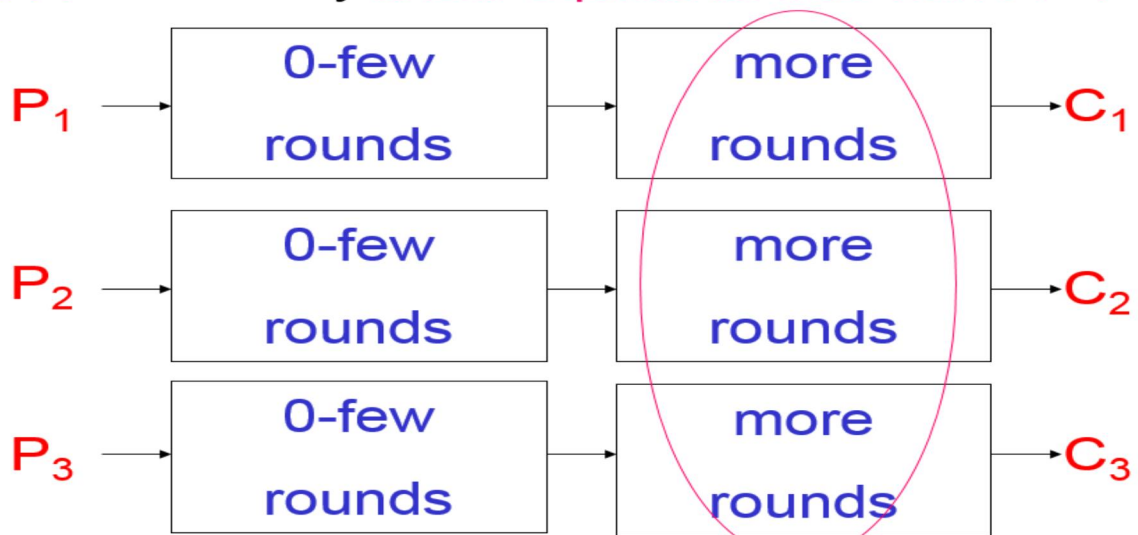 P₁ 0-few more C₁
rounds rounds
P₂ 0-few more C₂
rounds rounds
P₃ 0-few more C₃
rounds rounds